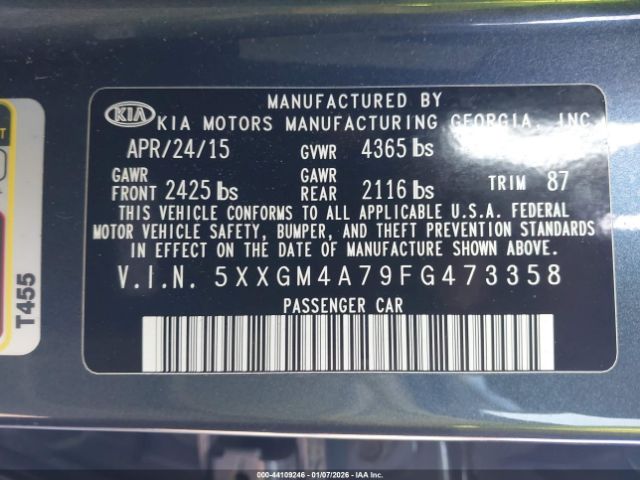 MANUFACTURED BY
KIA KIA MOTORS MANUFACTURING GEORGIA, INC.
APR/24/15 GVWR 4365 lbs
GAWR FRONT 2425 lbs GAWR REAR 2116 lbs TRIM 87
THIS VEHICLE CONFORMS TO ALL APPLICABLE U.S.A. FEDERAL
MOTOR VEHICLE SAFETY, BUMPER, AND THEFT PREVENTION STANDARDS
IN EFFECT ON THE DATE OF MANUFACTURE SHOWN ABOVE.
V.I.N. 5XXGM4A79FG473358
PASSENGER CAR
T455
000-44109246 - 01/07/2026 - IAA Inc.